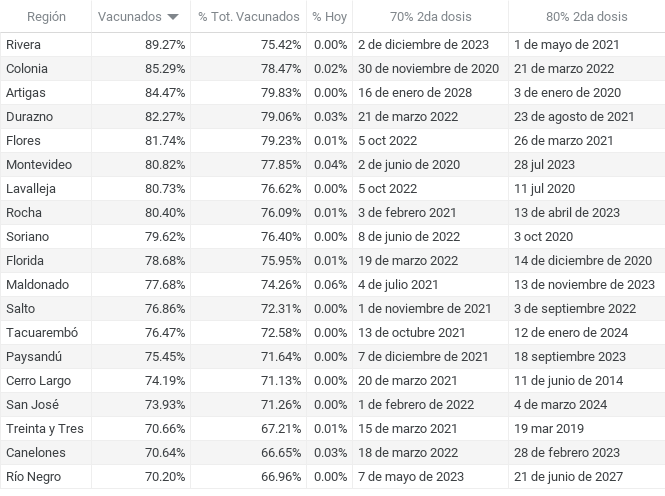 Región Vacunados % Tot. Vacunados % Hoy 70% 2da dosis 80% 2da dosis
Rivera 89.27% 75.42% 0.00% 2 de diciembre de 2023 1 de mayo de 2021
Colonia 85.29% 78.47% 0.02% 30 de noviembre de 2020 21 de marzo 2022
Artigas 84.47% 79.83% 0.00% 16 de enero de 2028 3 de enero de 2020
Durazno 82.27% 79.06% 0.03% 21 de marzo 2022 23 de agosto de 2021
Flores 81.74% 79.23% 0.01% 5 oct 2022 26 de marzo 2021
Montevideo 80.82% 77.85% 0.04% 2 de junio de 2020 28 jul 2023
Lavalleja 80.73% 76.62% 0.00% 5 oct 2022 11 jul 2020
Rocha 80.40% 76.09% 0.01% 3 de febrero 2021 13 de abril de 2023
Soriano 79.62% 76.40% 0.00% 8 de junio de 2022 3 oct 2020
Florida 78.68% 75.95% 0.01% 19 de marzo 2022 14 de diciembre de 2020
Maldonado 77.68% 74.26% 0.06% 4 de julio 2021 13 de noviembre de 2023
Salto 76.86% 72.31% 0.00% 1 de noviembre de 2021 3 de septiembre 2022
Tacuarembó 76.47% 72.58% 0.00% 13 de octubre 2021 12 de enero de 2024
Paysandú 75.45% 71.64% 0.00% 7 de diciembre de 2021 18 septiembre 2023
Cerro Largo 74.19% 71.13% 0.00% 20 de marzo 2021 11 de junio de 2014
San José 73.93% 71.26% 0.00% 1 de febrero de 2022 4 de marzo 2024
Treinta y Tres 70.66% 67.21% 0.01% 15 de marzo 2021 19 mar 2019
Canelones 70.64% 66.65% 0.03% 18 de marzo 2022 28 de febrero 2023
Río Negro 70.20% 66.96% 0.00% 7 de mayo de 2023 21 de junio de 2027